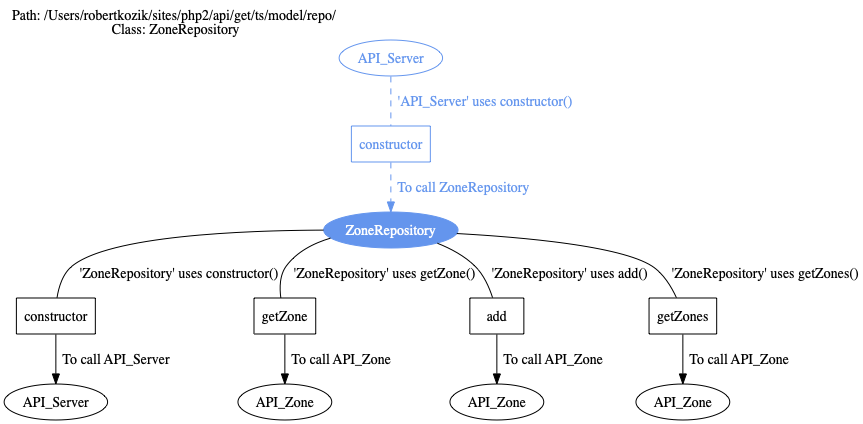 Path: /Users/robertkozik/sites/php2/api/get/ts/model/repo/
Class: ZoneRepository
API_Server
'API_Server' uses constructor()
constructor
To call ZoneRepository
ZoneRepository
'ZoneRepository' uses constructor()
'ZoneRepository' uses getZone()
'ZoneRepository' uses add()
'ZoneRepository' uses getZones()
constructor
getZone
add
getZones
To call API_Server
To call API_Zone
To call API_Zone
To call API_Zone
API_Server
API_Zone
API_Zone
API_Zone